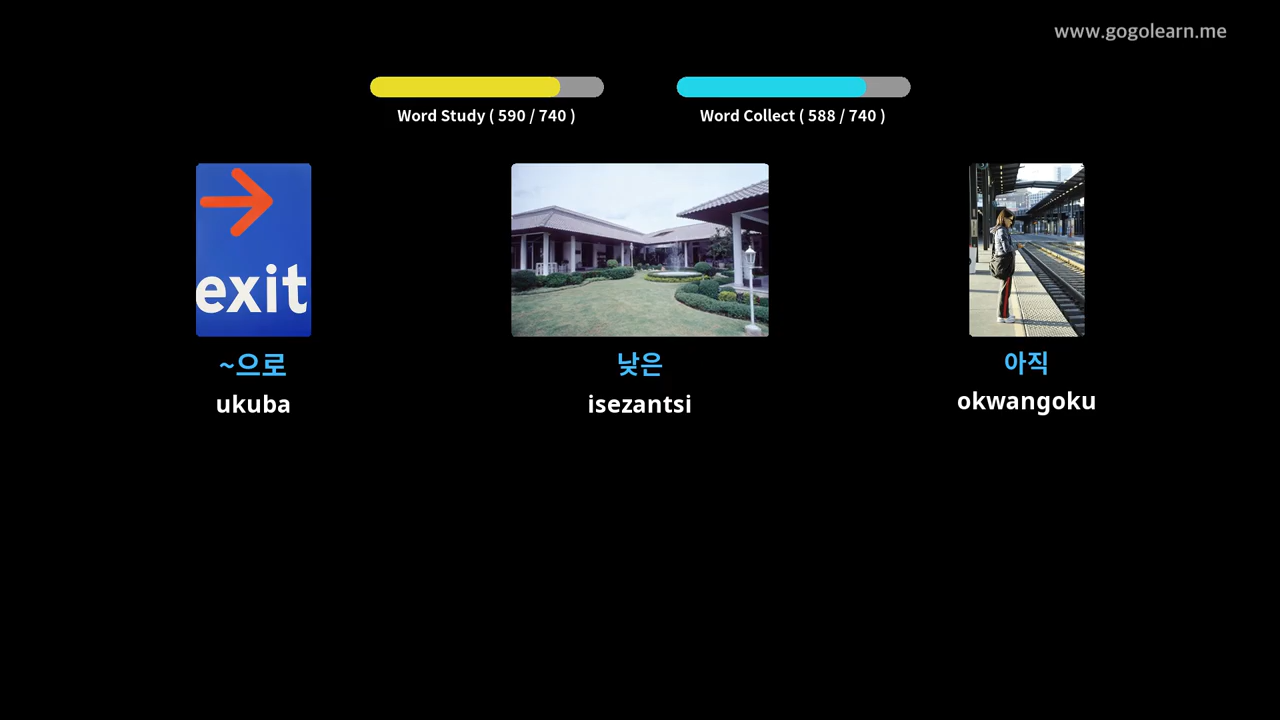 www.gogolearn.me
Word Study ( 590 / 740 )
Word Collect ( 588 / 740 )
exit
~으로
ukuba
낮은
isezantsi
아직
okwangoku